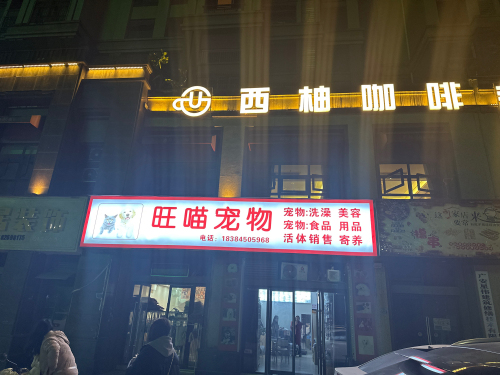 西柚咖啡
旺喵宠物
电话：18384505968
宠物:洗澡 美容
宠物:食品 用品
活体销售 寄养